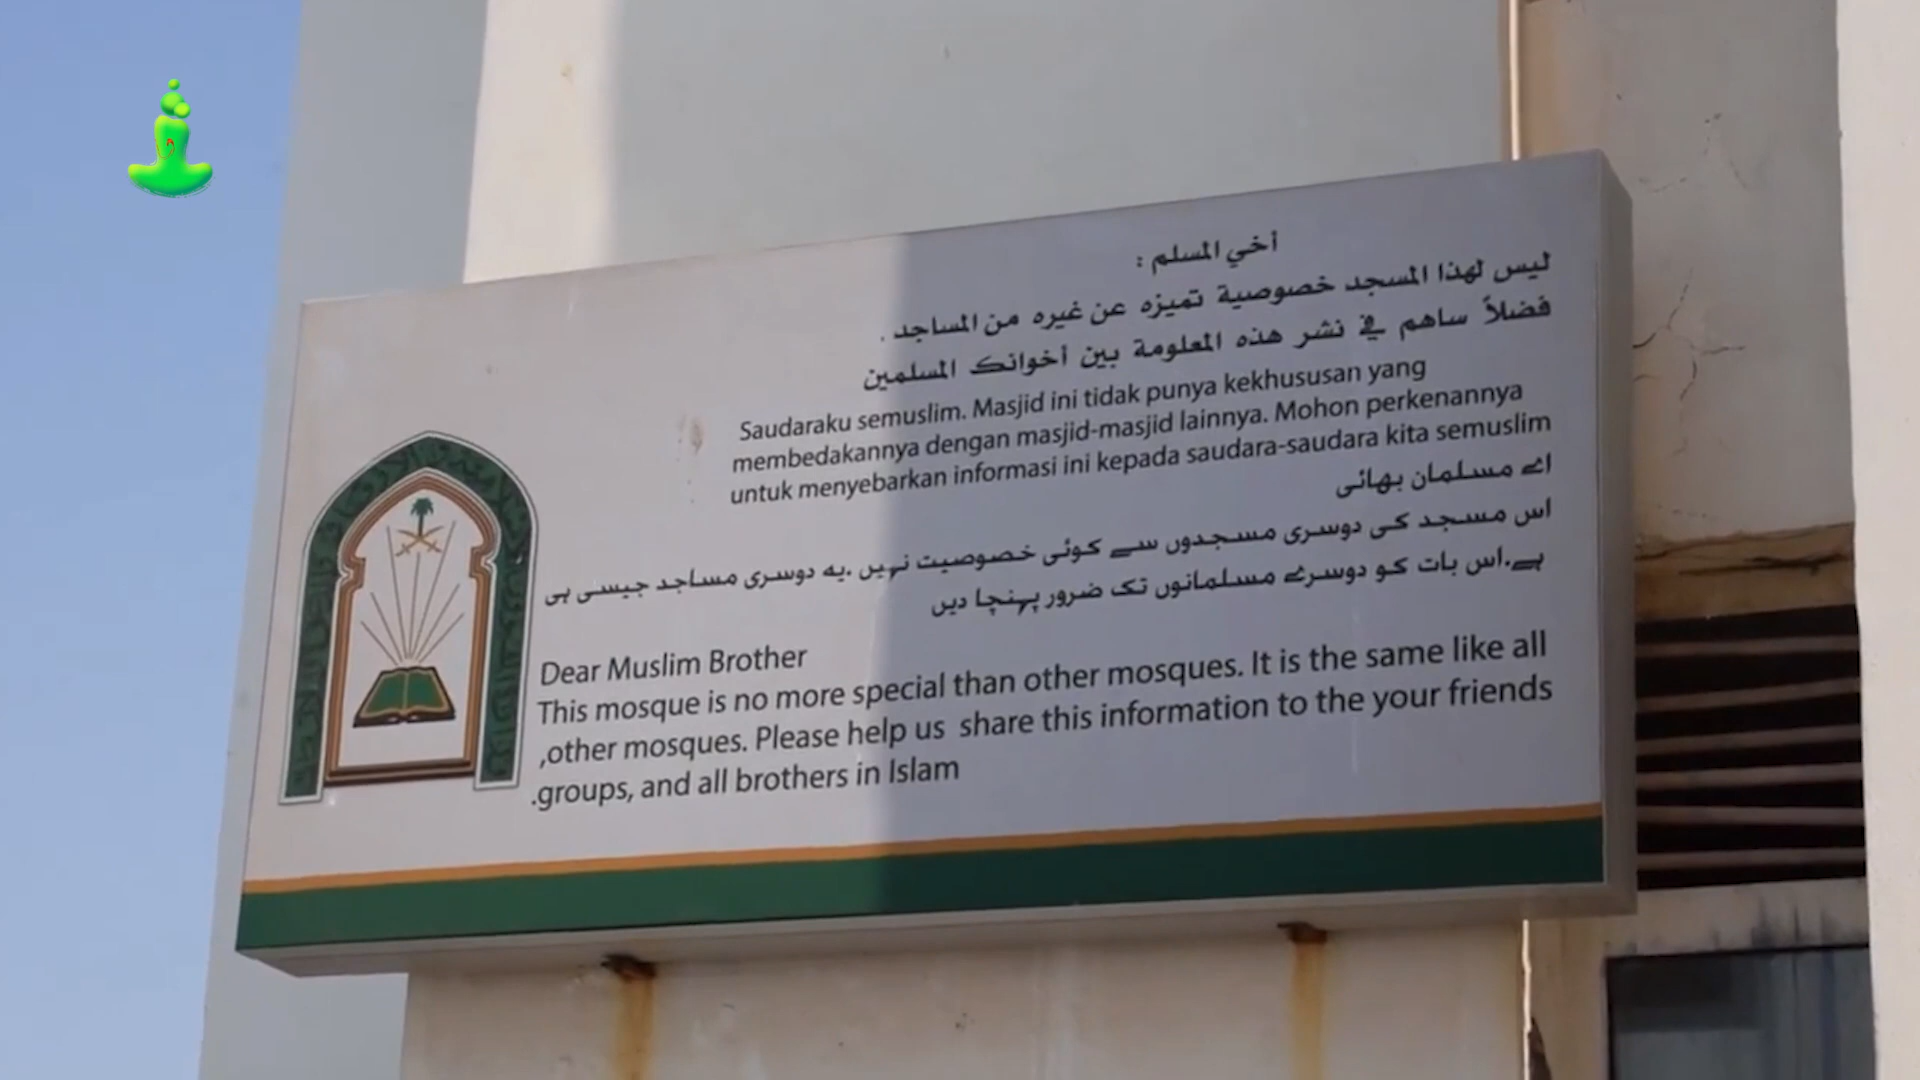 أخي المسلم :
ليس لهذا المسجد خصوصية تميزه عن غيره من المساجد .
فضلاً ساهم في نشر هذه المعلومة بين أخوانك المسلمين
Saudaraku semuslim. Masjid ini tidak punya kekhususan yang
membedakannya dengan masjid-masjid lainnya. Mohon perkenannya
untuk menyebarkan informasi ini kepada saudara-saudara kita semuslim
اے مسلمان بھائی
اس مسجد کی دوسری مسجدوں سے کوئی خصوصیت نہیں .یہ دوسری مساجد جیسی ہی
ہے.اس بات کو دوسرے مسلمانوں تک ضرور پہنچا دیں
Dear Muslim Brother
This mosque is no more special than other mosques. It is the same like all
,other mosques. Please help us share this information to the your friends
.groups, and all brothers in Islam